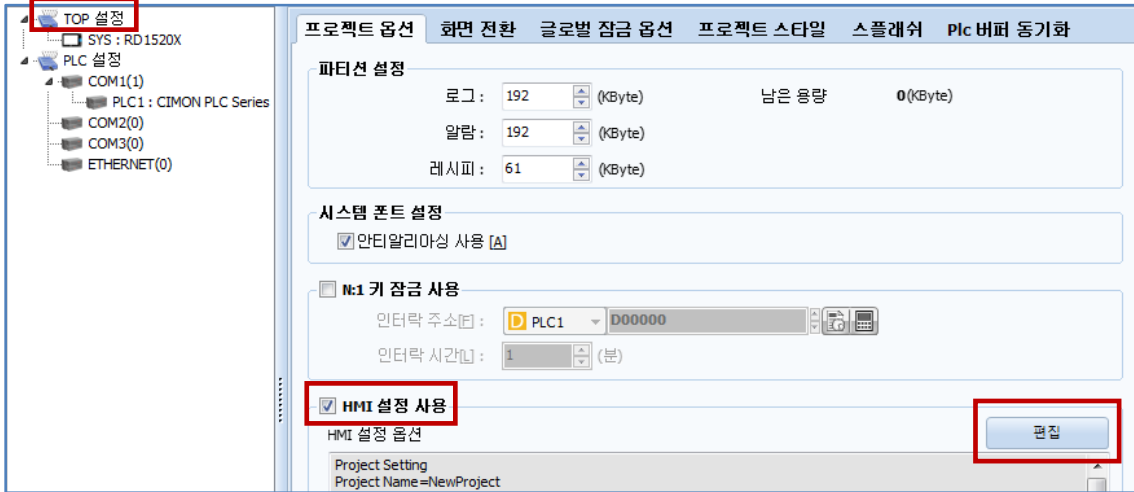 TOP 설정
SYS : RD1520X
PLC 설정
COM1(1)
PLC1 : CIMON PLC Series
COM2(0)
COM3(0)
ETHERNET(0)
프로젝트 옵션 화면 전환 글로벌 잠금 옵션 프로젝트 스타일 스플래쉬 Plc 버퍼 동기화
파티션 설정
로그 : 192 (KByte) 남은 용량 0(KByte)
알람 : 192 (KByte)
레시피 : 61 (KByte)
시스템 폰트 설정
안티알리아싱 사용 [A]
N:1 키 잠금 사용
인터락 주소[F] : D PLC1 D00000
인터락 시간[L] : 1 (분)
HMI 설정 사용
HMI 설정 옵션 편집
Project Setting
Project Name=NewProject